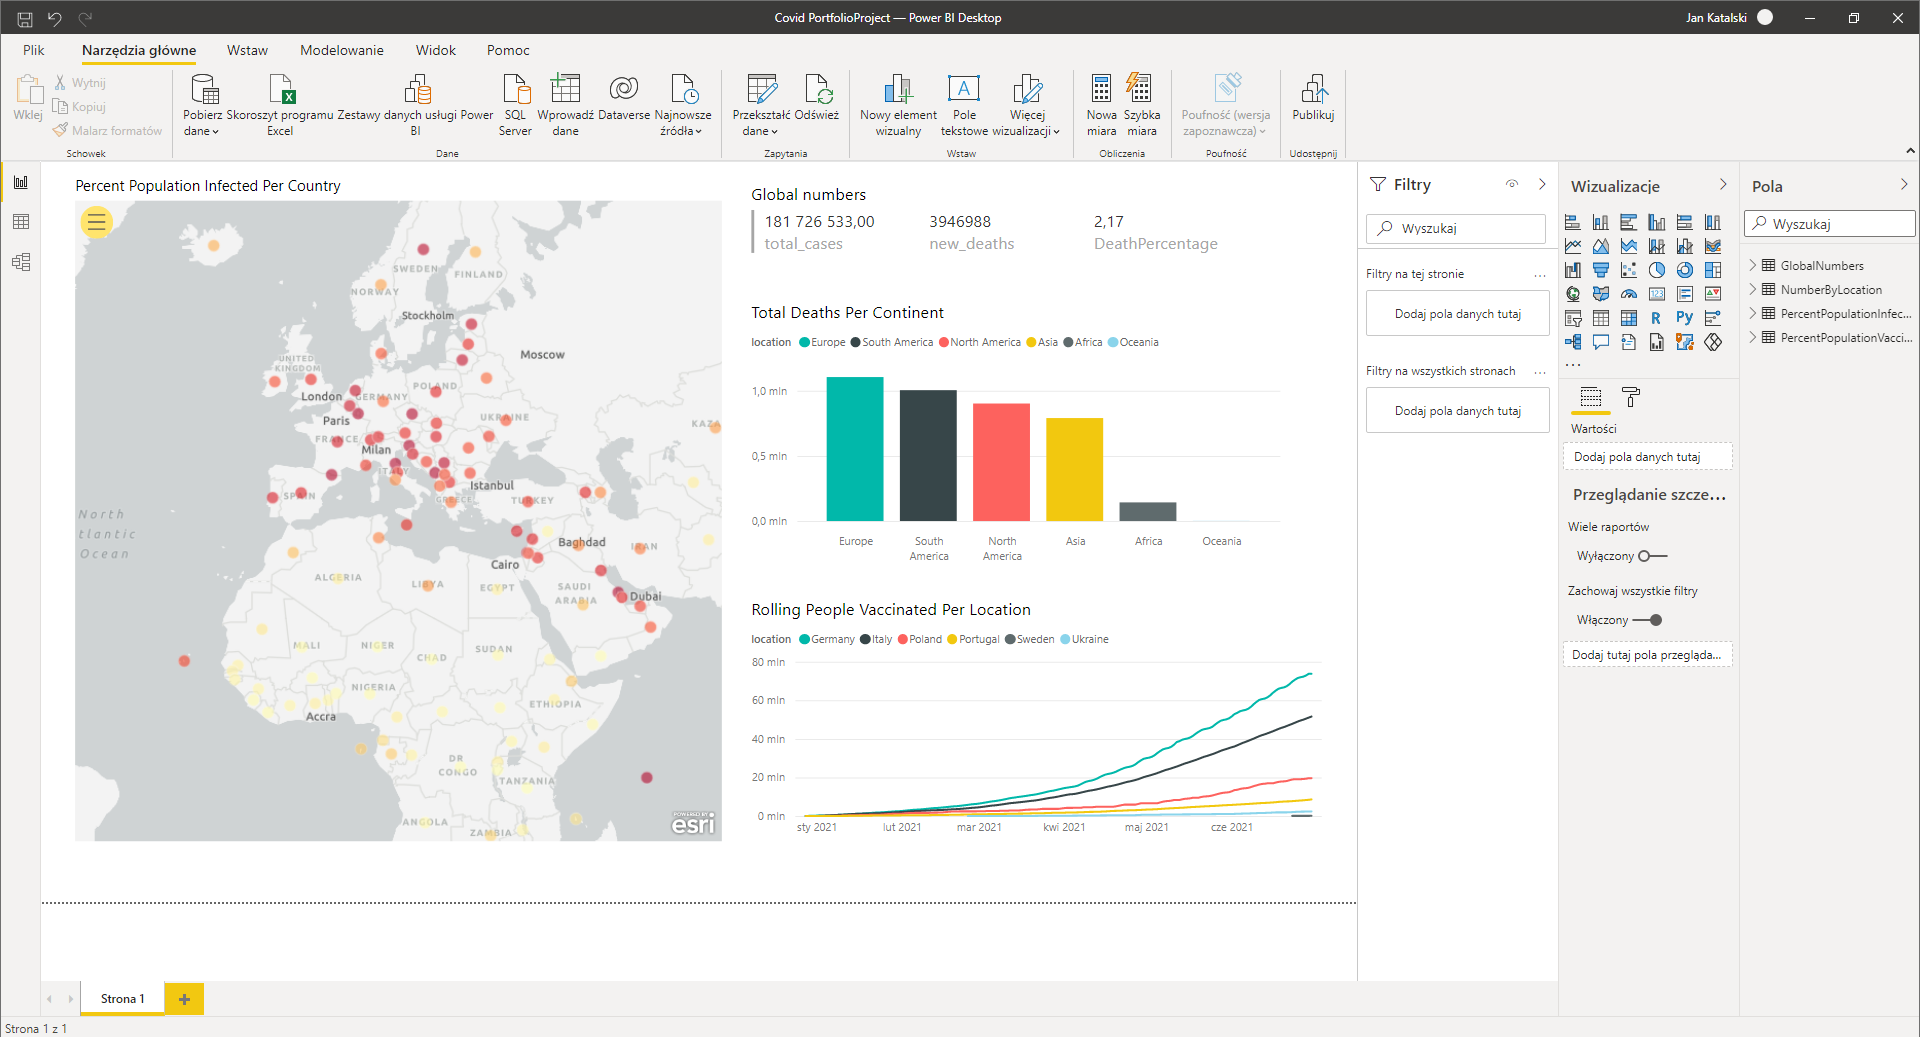 Covid PortfolioProject — Power BI Desktop
Jan Katalski
Plik
Narzędzia główne
Wstaw
Modelowanie
Widok
Pomoc
Wklej
Wytnij
Kopiuj
Malarz formatów
Schowek
Pobierz dane
Skoroszyt programu Excel
Zestawy danych usługi Power BI
SQL Server
Wprowadź dane
Dataverse
Najnowsze źródła
Dane
Przekształć dane
Odśwież
Zapytania
Nowy element wizualny
Pole tekstowe
Więcej wizualizacji
Wstaw
Nowa miara
Szybka miara
Obliczenia
Poufność (wersja zapoznawcza)
Poufność
Publikuj
Udostępnij
Percent Population Infected Per Country
SWEDEN
FINLAND
NORWAY
Stockholm
Moscow
UNITED KINGDOM
London
POLAND
GERMANY
Paris
UKRAINE
FRANCE
Milan
ITALY
KAZA
Istanbul
SPAIN
GREECE
TURKEY
North
tlantic
Ocean
Baghdad
IRAN
Cairo
ALGERIA
LIBYA
EGYPT
SAUDI ARABIA
Dubai
MALI
NIGER
CHAD
SUDAN
NIGERIA
ETHIOPIA
Accra
DR CONGO
TANZANIA
ANGOLA
ZAMBIA
POWERED BY
esri
Global numbers
181 726 533,00
3946988
2,17
total_cases
new_deaths
DeathPercentage
Total Deaths Per Continent
location Europe South America North America Asia Africa Oceania
1,0 mln
0,5 mln
0,0 mln
Europe
South America
North America
Asia
Africa
Oceania
Rolling People Vaccinated Per Location
location Germany Italy Poland Portugal Sweden Ukraine
80 mln
60 mln
40 mln
20 mln
0 mln
sty 2021
lut 2021
mar 2021
kwi 2021
maj 2021
cze 2021
Filtry
Wyszukaj
Filtry na tej stronie
...
Dodaj pola danych tutaj
Filtry na wszystkich stronach
...
Dodaj pola danych tutaj
Wizualizacje
123
R
Py
...
Wartości
Dodaj pola danych tutaj
Przeglądanie szcze...
Wiele raportów
Wyłączony
Zachowaj wszystkie filtry
Włączony
Dodaj tutaj pola przegląda...
Pola
Wyszukaj
GlobalNumbers
NumberByLocation
PercentPopulationInfec...
PercentPopulationVacci...
Strona 1
Strona 1 z 1